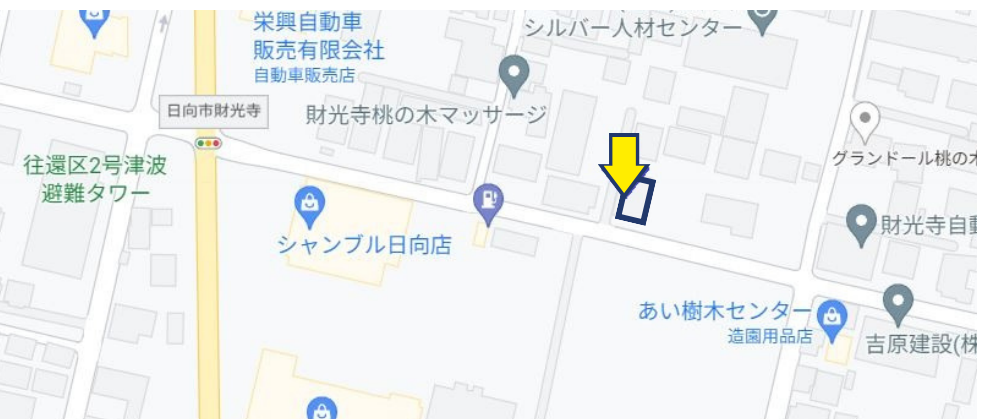 栄興自動車
販売有限会社
自動車販売店
シルバー人材センター
日向市財光寺
財光寺桃の木マッサージ
往還区2号津波
避難タワー
グランドール桃の木
シャンブル日向店
財光寺自動
あい樹木センター
造園用品店
吉原建設(株